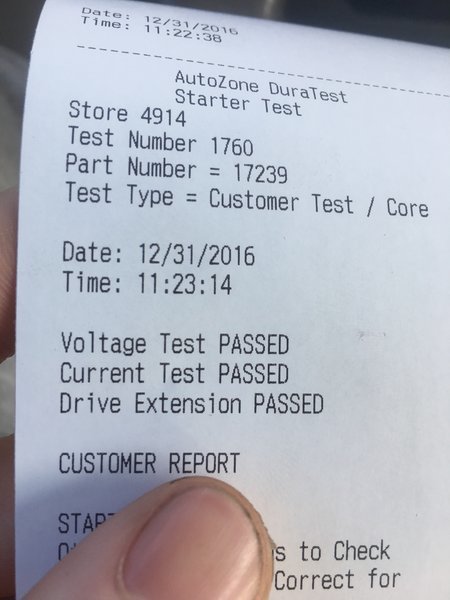 Date: 12/31/2016
Time: 11:22:38
AutoZone DuraTest
Starter Test
Store 4914
Test Number 1760
Part Number = 17239
Test Type = Customer Test / Core
Date: 12/31/2016
Time: 11:23:14
Voltage Test PASSED
Current Test PASSED
Drive Extension PASSED
CUSTOMER REPORT
to Check
Correct for